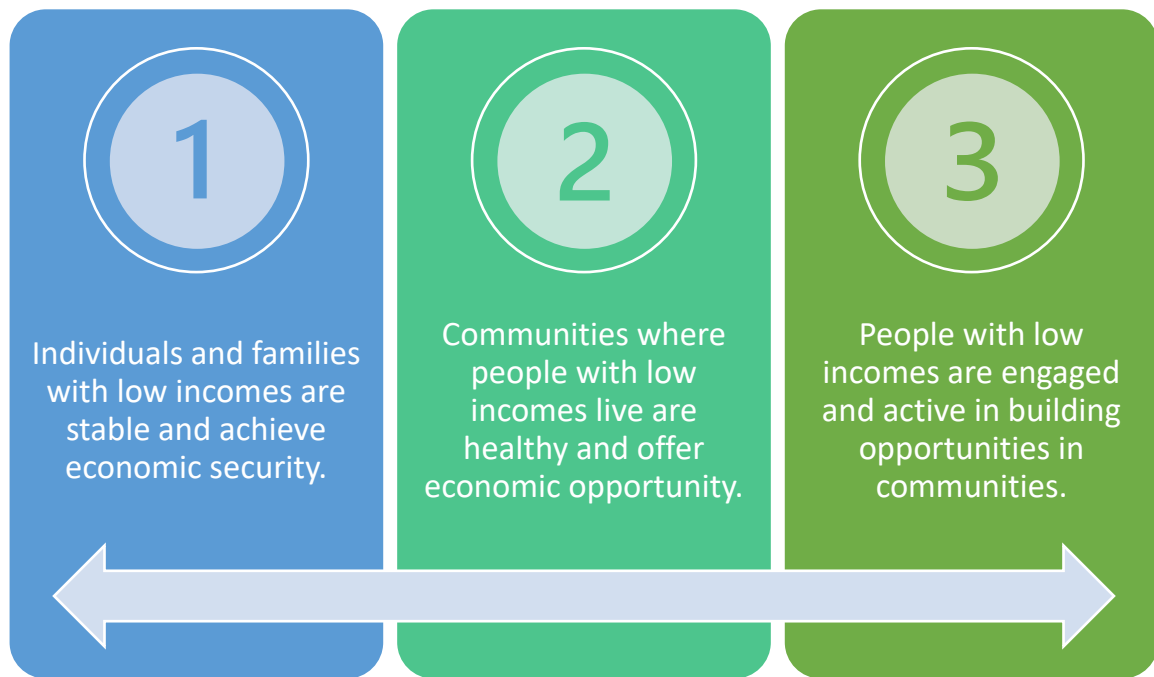 1
Individuals and families
with low incomes are
stable and achieve
economic security.
2
Communities where
people with low
incomes live are
healthy and offer
economic opportunity.
3
People with low
incomes are engaged
and active in building
opportunities in
communities.